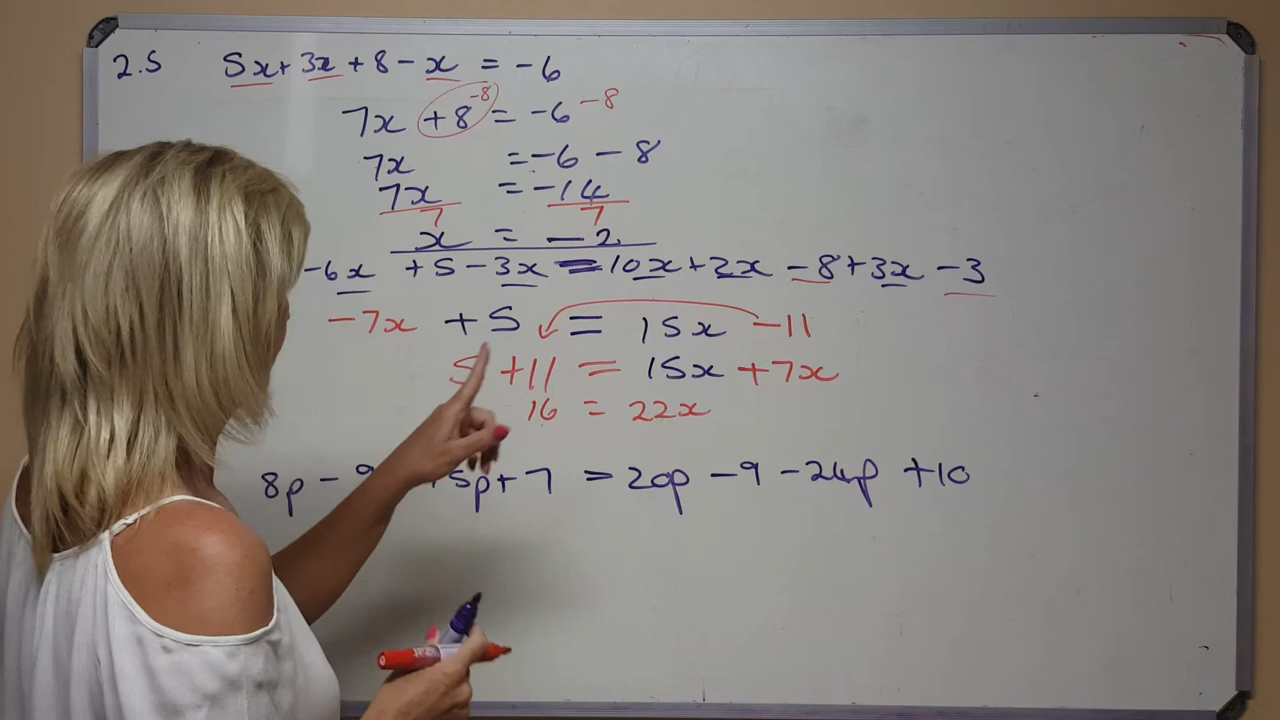 2.5 5x+ 3x + 8 - x = -6
7x +8 -8 = -6 -8
7x = -6 - 8
7x = -14
7 7
x = -2
-6x + 5 - 3x = 10x + 2x - 8 + 3x - 3
-7x + 5 = 15x - 11
5 + 11 = 15x + 7x
16 = 22x
8p - 9 5p + 7 = 20p - 9 - 24p + 10